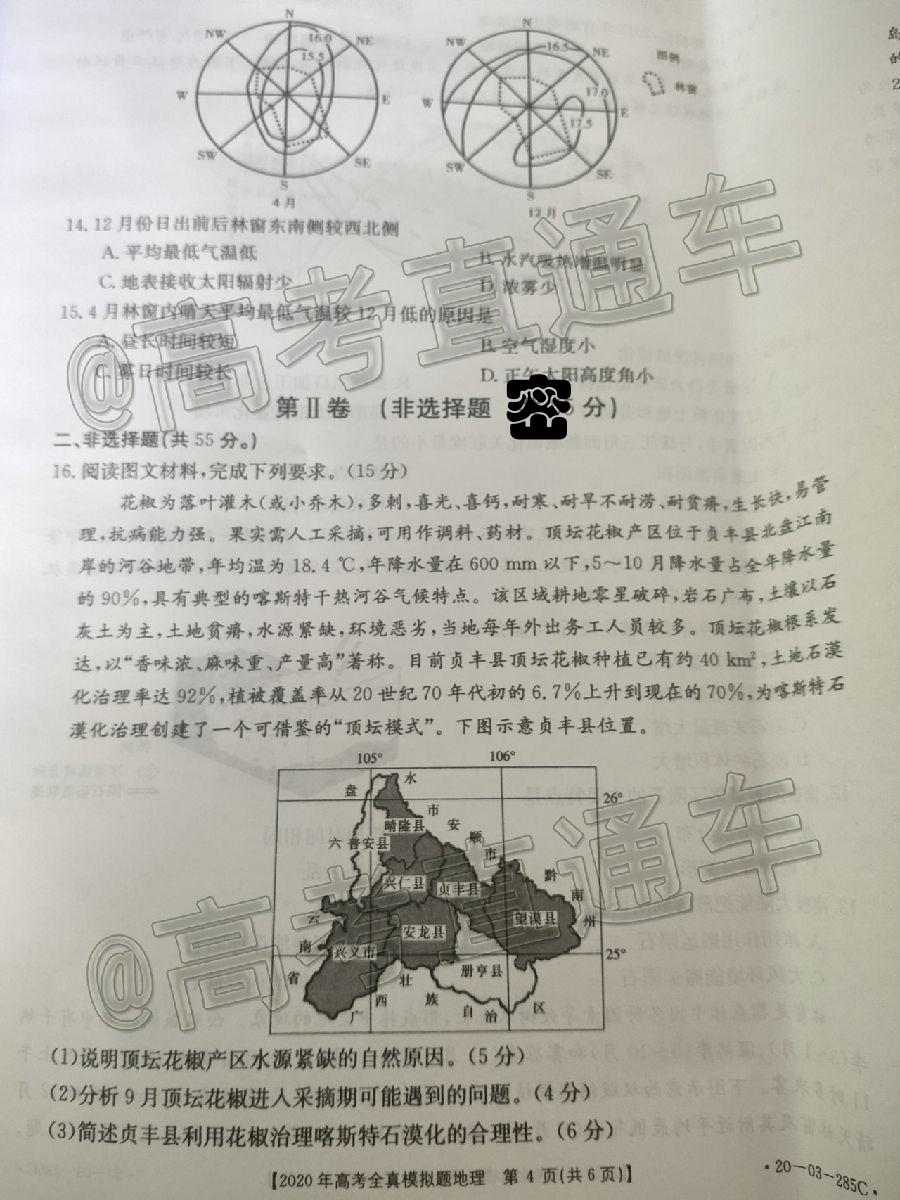 N
N
NW
16.0
NE
15.5
W
E
SW
SE
S
4月
NW
16.5
NE
图例
林窗
W
17.0
E
17.5
SW
SE
S
12月
14.12月份日出前后林窗东南侧较西北侧
A. 平均最低气温低
B. 水汽吸热增温明显
C. 地表接收太阳辐射少
D. 浓雾少
15.4月林窗内晴天平均最低气温较12月低的原因是
A. 昼长时间较短
B. 空气湿度小
C. 雾日时间较长
D. 正午太阳高度角小
第Ⅱ卷 (非选择题 分)
二、非选择题(共55分。)
16.阅读图文材料,完成下列要求。(15分)
花椒为落叶灌木(或小乔木),多刺,喜光、喜钙,耐寒、耐旱不耐涝、耐贫瘠,生长快,易管
理,抗病能力强。果实需人工采摘,可用作调料、药材。顶坛花椒产区位于贞丰县北盘江南
岸的河谷地带,年均温为18.4℃,年降水量在600mm以下,5~10月降水量占全年降水量
的90%,具有典型的喀斯特干热河谷气候特点。该区域耕地零星破碎,岩石广布,土壤以石
灰土为主,土地贫瘠,水源紧缺,环境恶劣,当地每年外出务工人员较多。顶坛花椒根系发
达,以“香味浓、麻味重、产量高”著称。目前贞丰县顶坛花椒种植已有约40km²,土地石漠
化治理率达92%,植被覆盖率从20世纪70年代初的6.7%上升到现在的70%,为喀斯特石
漠化治理创建了一个可借鉴的“顶坛模式”。下图示意贞丰县位置。
105°
106°
盘
水
26°
市
晴隆县
安
六
普安县
顺
市
兴仁县
贞丰县
黔
南
云
望谟县
州
安龙县
南
兴义市
25°
册亨县
省
壮
西
族
广
自
治
区
(1)说明顶坛花椒产区水源紧缺的自然原因。(5分)
(2)分析9月顶坛花椒进入采摘期可能遇到的问题。(4分)
(3)简述贞丰县利用花椒治理喀斯特石漠化的合理性。(6分)
【2020年高考全真模拟题地理 第4页(共6页)】
·20-03-285C·
@高考直通车
@高考直通车